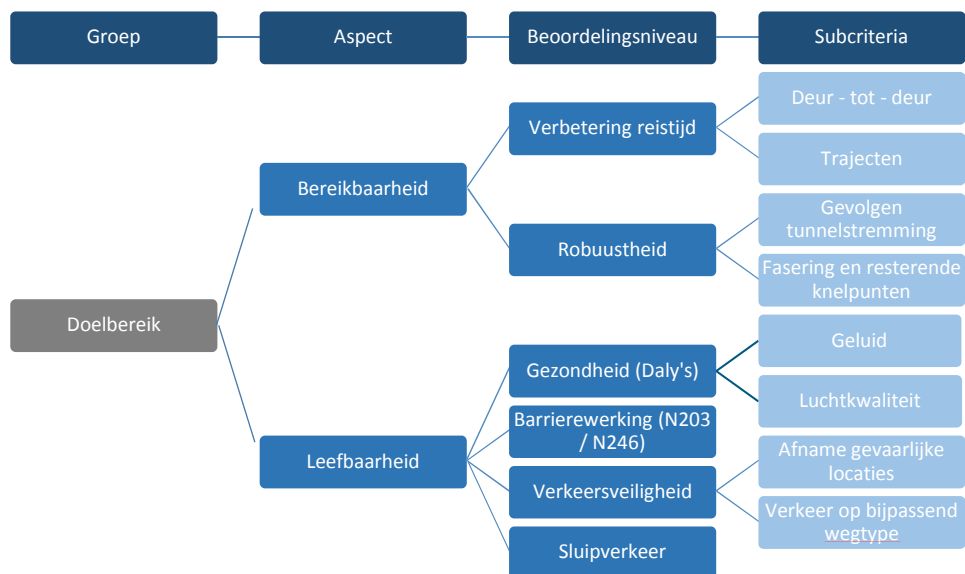 Groep
Aspect
Beoordelingsniveau
Subcriteria
Doelbereik
Bereikbaarheid
Verbetering reistijd
Deur - tot - deur
Trajecten
Robuustheid
Gevolgen
tunnelstremming
Fasering en resterende
knelpunten
Leefbaarheid
Gezondheid (Daly's)
Geluid
Luchtkwaliteit
Barrierewerking (N203
/ N246)
Verkeersveiligheid
Afname gevaarlijke
locaties
Verkeer op bijpassend
wegtype
Sluipverkeer